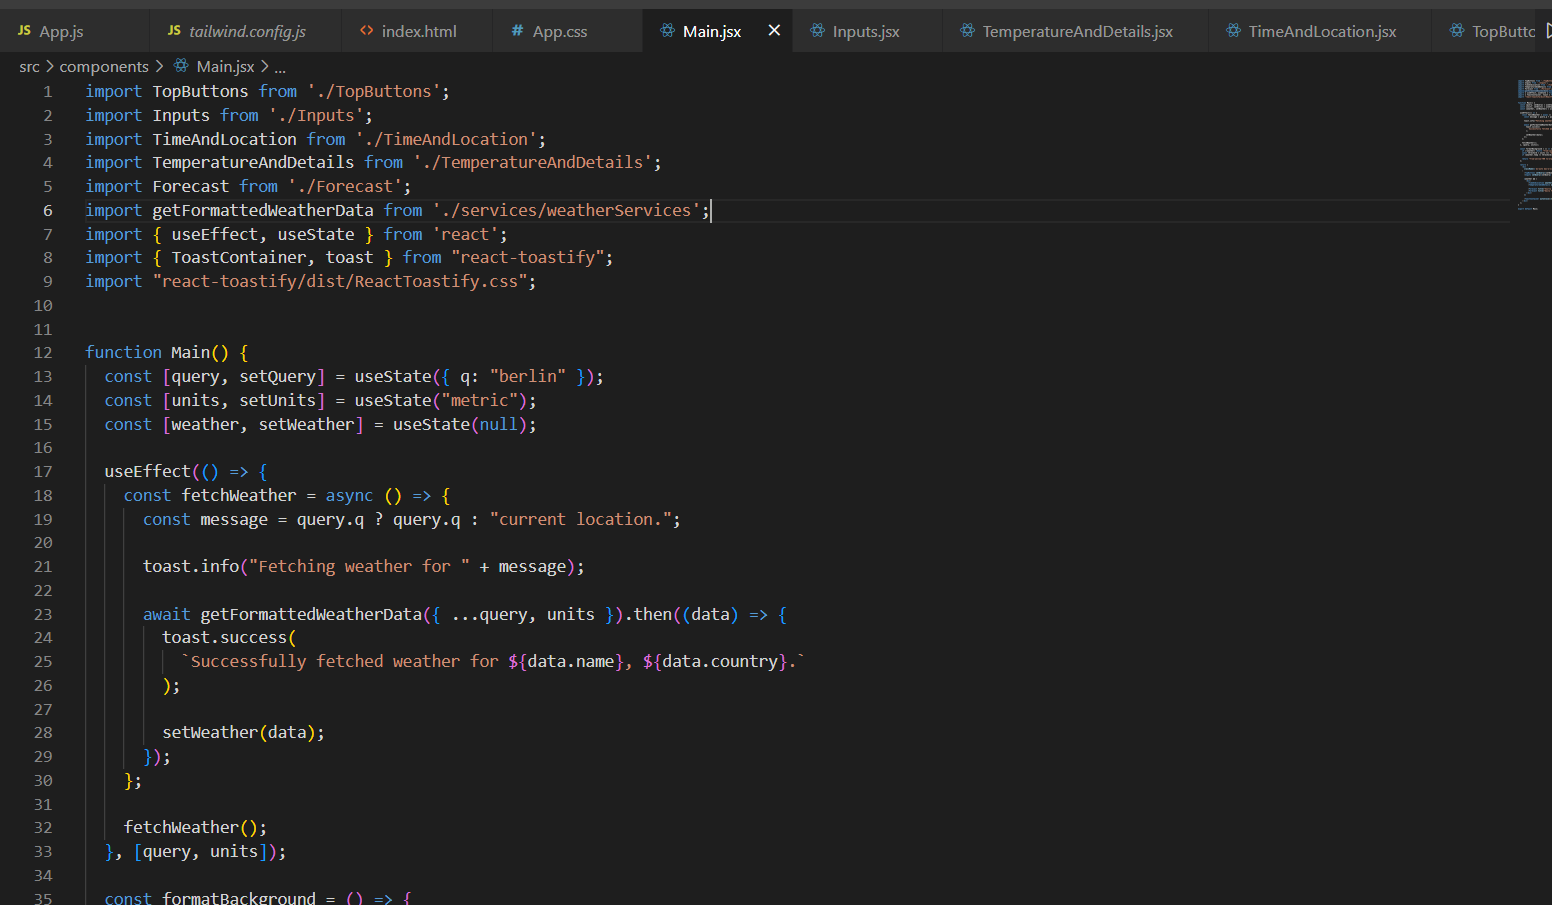 JS App.js JS tailwind.config.js <> index.html # App.css Main.jsx × Inputs.jsx TemperatureAndDetails.jsx TimeAndLocation.jsx TopButto
src > components > Main.jsx > ...
1 import TopButtons from './TopButtons';
2 import Inputs from './Inputs';
3 import TimeAndLocation from './TimeAndLocation';
4 import TemperatureAndDetails from './TemperatureAndDetails';
5 import Forecast from './Forecast';
6 import getFormattedWeatherData from './services/weatherServices';
7 import { useEffect, useState } from 'react';
8 import { ToastContainer, toast } from "react-toastify";
9 import "react-toastify/dist/ReactToastify.css";
10
11
12 function Main() {
13 const [query, setQuery] = useState({ q: "berlin" });
14 const [units, setUnits] = useState("metric");
15 const [weather, setWeather] = useState(null);
16
17 useEffect(() => {
18 const fetchWeather = async () => {
19 const message = query.q ? query.q : "current location.";
20
21 toast.info("Fetching weather for " + message);
22
23 await getFormattedWeatherData({ ...query, units }).then((data) => {
24 toast.success(
25 `Successfully fetched weather for ${data.name}, ${data.country}.`
26 );
27
28 setWeather(data);
29 });
30 };
31
32 fetchWeather();
33 }, [query, units]);
34
35 const formatBackground = () => {